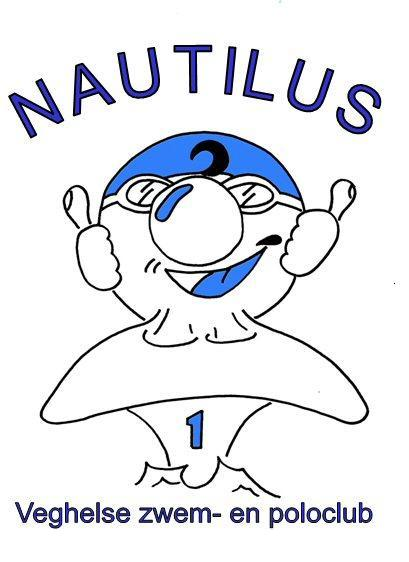 NAUTILUS
1
Veghelse zwem- en poloclub